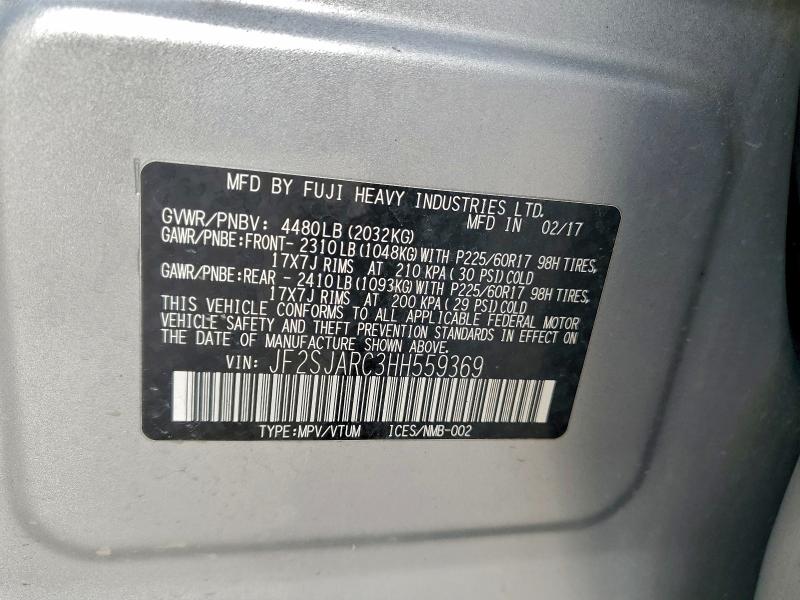 MFD BY FUJI HEAVY INDUSTRIES LTD.
MFD IN 02/17
GVWR/PNBV: 4480LB(2032KG)
GAWR/PNBE:FRONT- 2310LB(1048KG)WITH P225/60R17 98H TIRES,
17X7J RIMS AT 210 KPA( 30 PSI)COLD
GAWR/PNBE:REAR - 2410LB(1093KG)WITH P225/60R17 98H TIRES,
17X7J RIMS AT 200 KPA( 29 PSI)COLD
THIS VEHICLE CONFORMS TO ALL APPLICABLE FEDERAL MOTOR
VEHICLE SAFETY AND THEFT PREVENTION STANDARDS IN EFFECT ON
THE DATE OF MANUFACTURE SHOWN ABOVE.
VIN: JF2SJARC3HH559369
TYPE:MPV/VTUM ICES/NMB-002